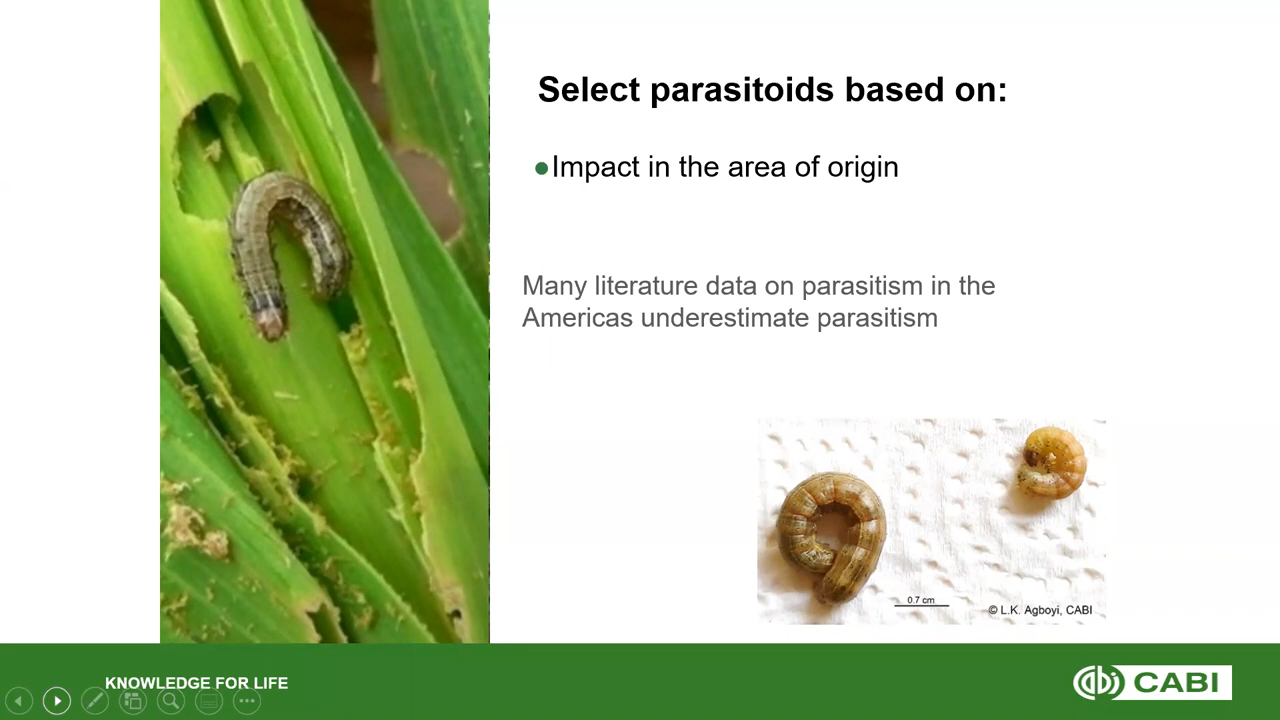 Select parasitoids based on:
●Impact in the area of origin
Many literature data on parasitism in the
Americas underestimate parasitism
0.7 cm
© L.K. Agboyi, CABI
KNOWLEDGE FOR LIFE
CABI